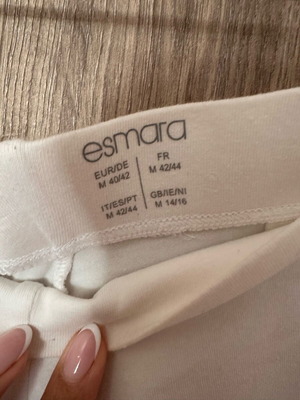 esmara
EUR/DE
M 40/42
FR
M 42/44
IT/ES/PT
M 42/44
GB/IE/NI
M 14/16